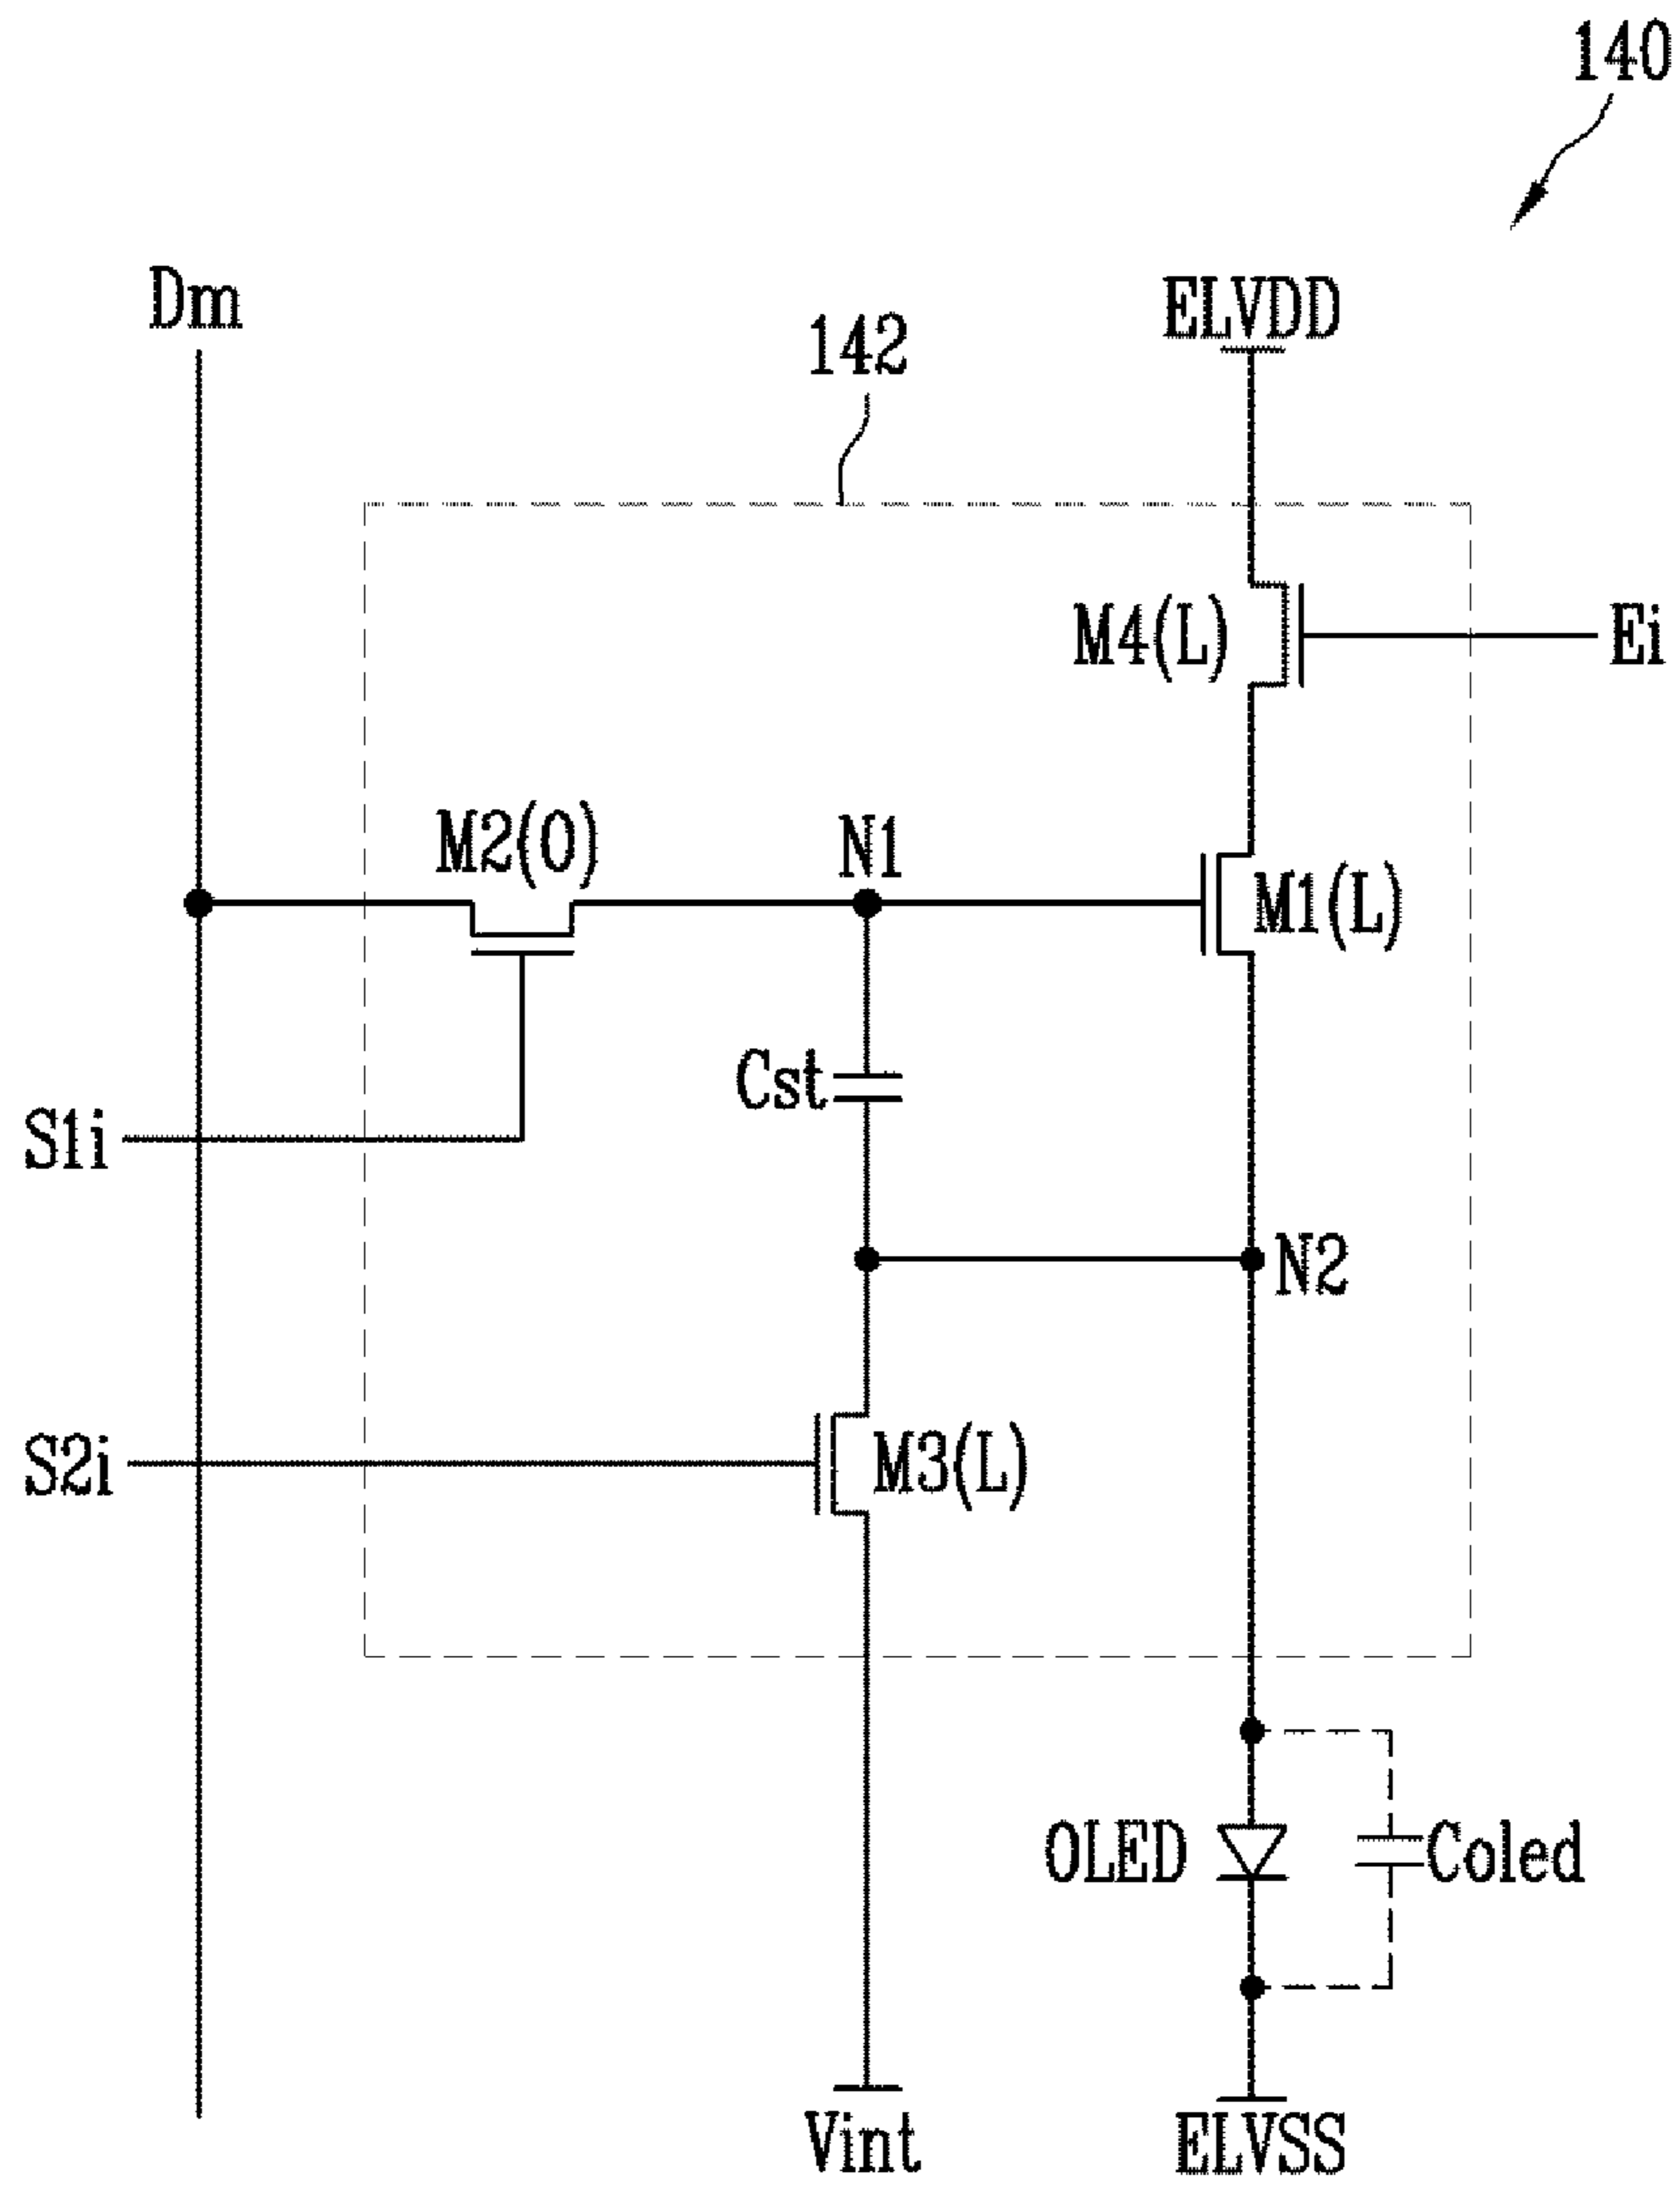 140
Dm
ELVDD
142
M4(L)
Ei
M2(O)
N1
M1(L)
Cst
S1i
N2
S2i
M3(L)
OLED
Coled
Vint
ELVSS